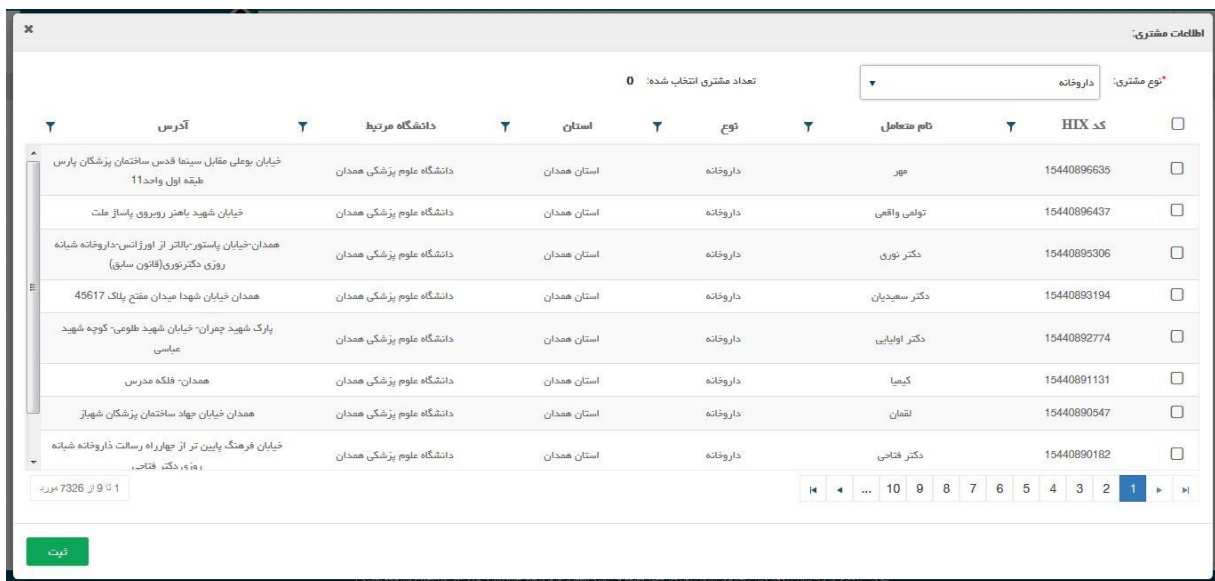 اطلاعات مشتری:
*نوع مشتری: داروخانه تعداد مشتری انتخاب شده: 0
کد HIX نام متعامل نوع استان دانشگاه مرتبط آدرس
15440896635 مهر داروخانه استان همدان دانشگاه علوم پزشکی همدان خیابان بوعلی مقابل سینما قدس ساختمان پزشکان پارس
طبقه اول واحد11
15440896437 تولمی واقعی داروخانه استان همدان دانشگاه علوم پزشکی همدان خیابان شهید باهنر روبروی پاساژ ملت
15440895306 دکتر نوری داروخانه استان همدان دانشگاه علوم پزشکی همدان همدان-خیابان پاستور-بالاتر از اورژانس-داروخانه شبانه
روزی دکترنوری(قانون سابق)
15440893194 دکتر سعیدیان داروخانه استان همدان دانشگاه علوم پزشکی همدان همدان خیابان شهدا میدان مفتح پلاک 45617
15440892774 دکتر اولیایی داروخانه استان همدان دانشگاه علوم پزشکی همدان پارک شهید چمران- خیابان شهید طلوعی- کوچه شهید
عباسی
15440891131 کیمیا داروخانه استان همدان دانشگاه علوم پزشکی همدان همدان- فلکه مدرس
15440890547 لقمان داروخانه استان همدان دانشگاه علوم پزشکی همدان همدان خیابان جهاد ساختمان پزشکان شهباز
15440890182 دکتر فتاحی داروخانه استان همدان دانشگاه علوم پزشکی همدان خیابان فرهنگ پایین تر از چهارراه رسالت ذاروخانه شبانه
روزی دکتر فتاحی
1 2 3 4 5 6 7 8 9 10 ... 1 تا 9 از 7326 مورد
ثبت